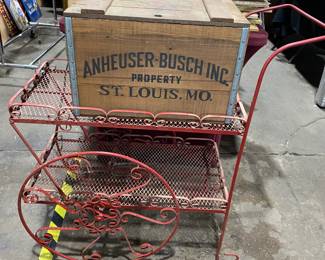 ANHEUSER-BUSCH INC.
PROPERTY
ST. LOUIS. MO.